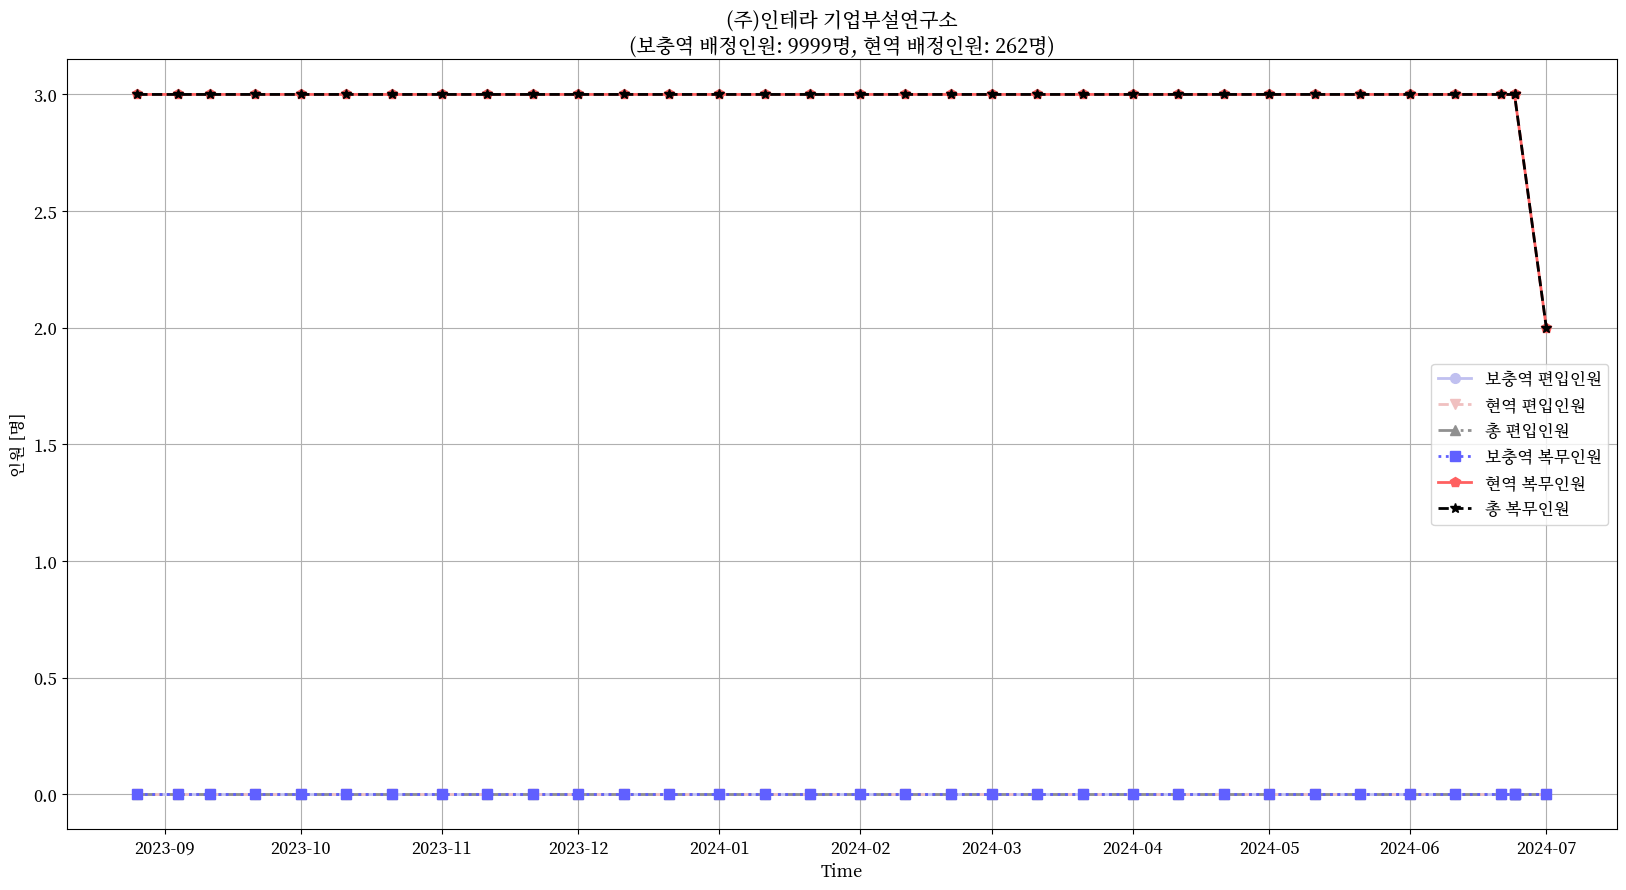 (주)인테라 기업부설연구소
(보충역 배정인원: 9999명, 현역 배정인원: 262명)
3.0
2.5
2.0
1.5
1.0
0.5
0.0
인원 [명]
보충역 편입인원
현역 편입인원
총 편입인원
보충역 복무인원
현역 복무인원
총 복무인원
2023-09 2023-10 2023-11 2023-12 2024-01 2024-02 2024-03 2024-04 2024-05 2024-06 2024-07
Time